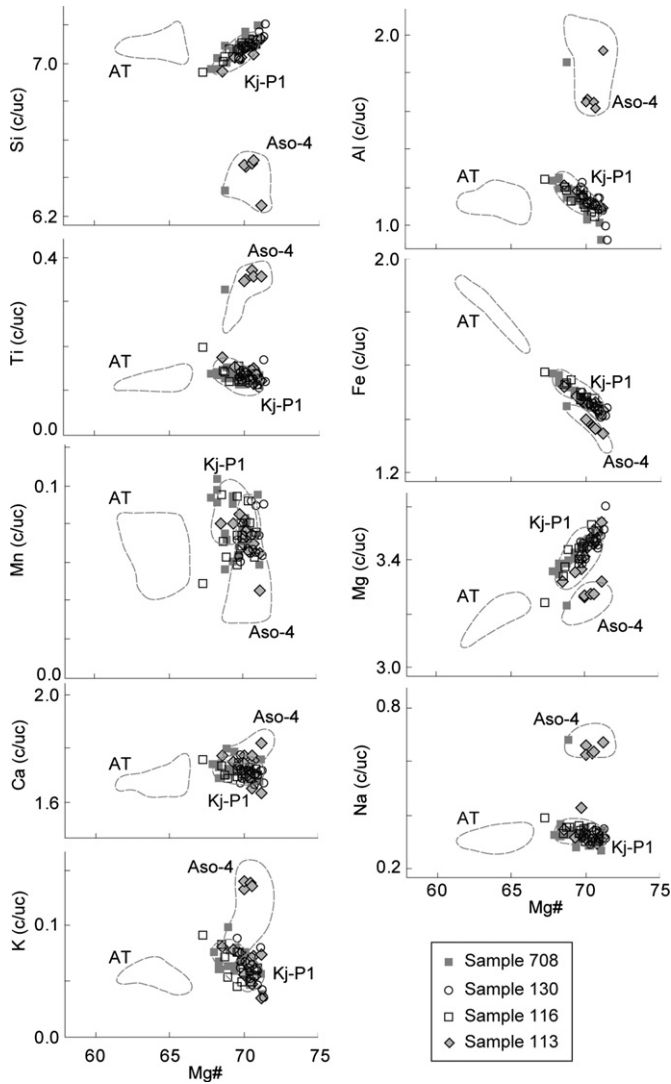 7.0
6.2
Si (c/uc)
AT
Kj-P1
Aso-4
0.4
0.0
Ti (c/uc)
Aso-4
AT
Kj-P1
0.1
0.0
Mn (c/uc)
Kj-P1
AT
Aso-4
2.0
1.6
Ca (c/uc)
Aso-4
AT
Kj-P1
0.1
0.0
K (c/uc)
Aso-4
AT
Kj-P1
60 65 70 75
Mg#
2.0
1.0
Al (c/uc)
Aso-4
AT
Kj-P1
2.0
1.2
Fe (c/uc)
AT
Kj-P1
Aso-4
3.4
3.0
Mg (c/uc)
Kj-P1
AT
Aso-4
0.8
0.2
Na (c/uc)
Aso-4
AT
Kj-P1
60 65 70 75
Mg#
Sample 708
Sample 130
Sample 116
Sample 113